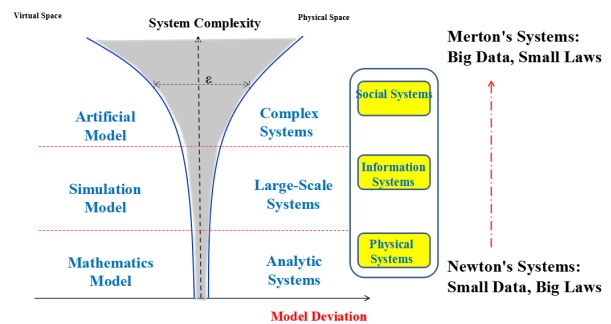 Virtual Space
System Complexity
Physical Space
Merton's Systems:
Big Data, Small Laws
ε
Social Systems
Artificial
Model
Complex
Systems
Information
Systems
Simulation
Model
Large-Scale
Systems
Physical
Systems
Mathematics
Model
Analytic
Systems
Newton's Systems:
Small Data, Big Laws
Model Deviation